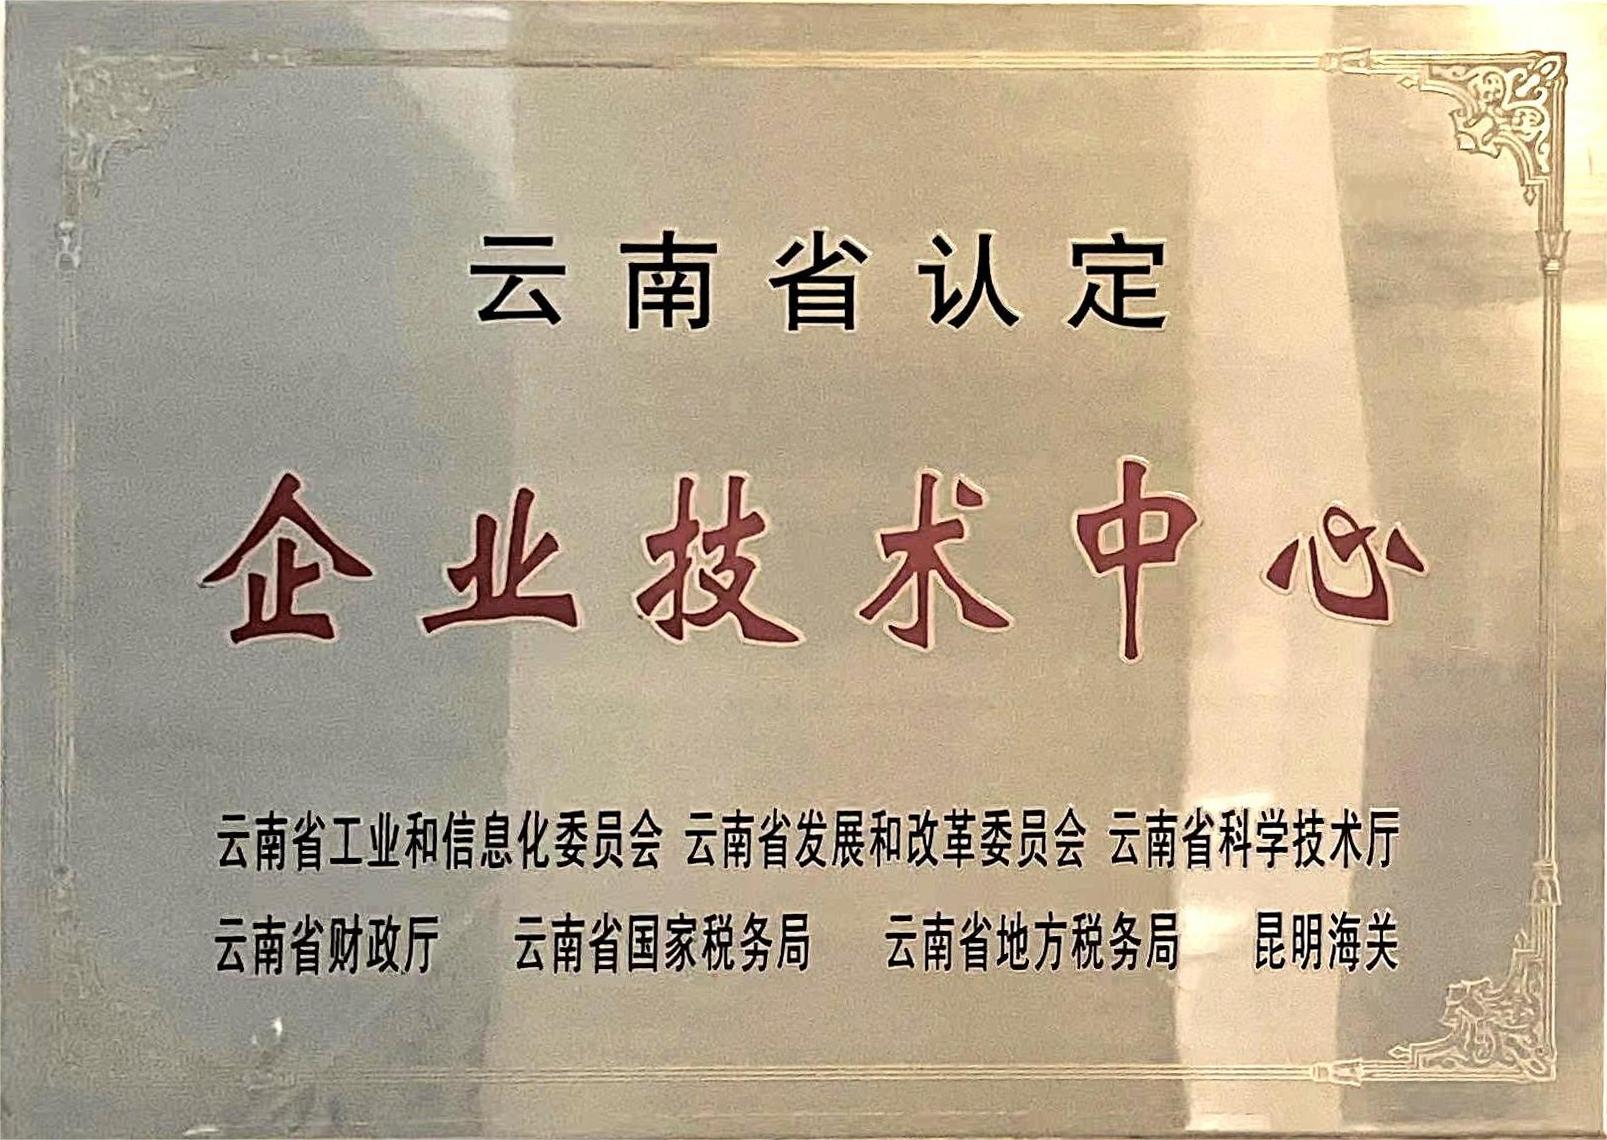 云南省认定
企业技术中心
云南省工业和信息化委员会 云南省发展和改革委员会 云南省科学技术厅
云南省财政厅 云南省国家税务局 云南省地方税务局 昆明海关